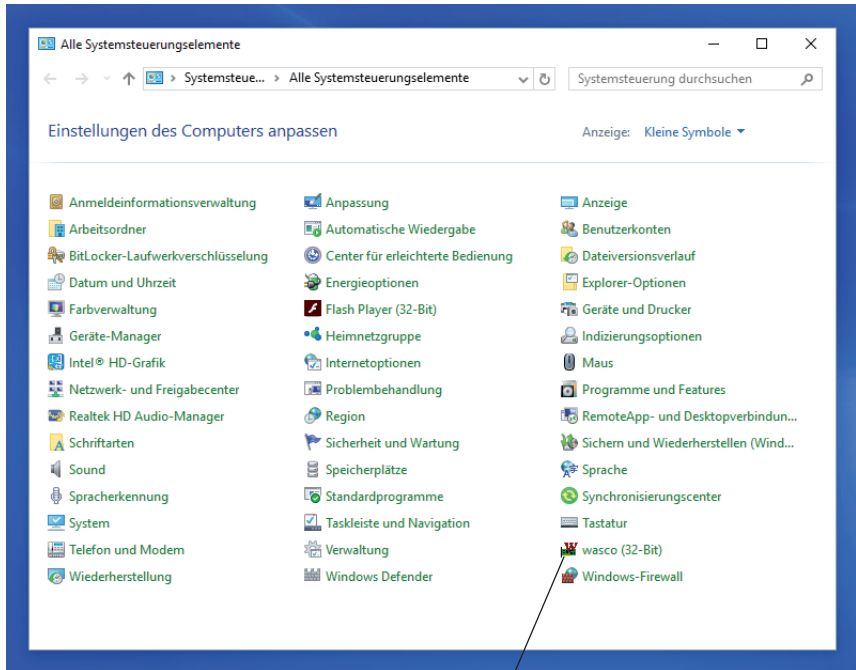 Alle Systemsteuerungselemente
Systemsteue... > Alle Systemsteuerungselemente
Systemsteuerung durchsuchen
Einstellungen des Computers anpassen
Anzeige: Kleine Symbole
Anmeldeinformationsverwaltung Anpassung Anzeige
Arbeitsordner Automatische Wiedergabe Benutzerkonten
BitLocker-Laufwerkverschlüsselung Center für erleichterte Bedienung Dateiversionsverlauf
Datum und Uhrzeit Energieoptionen Explorer-Optionen
Farbverwaltung Flash Player (32-Bit) Geräte und Drucker
Geräte-Manager Heimnetzgruppe Indizierungsoptionen
Intel® HD-Grafik Internetoptionen Maus
Netzwerk- und Freigabecenter Problembehandlung Programme und Features
Realtek HD Audio-Manager Region RemoteApp- und Desktopverbindun...
Schriftarten Sicherheit und Wartung Sichern und Wiederherstellen (Wind...
Sound Speicherplätze Sprache
Spracherkennung Standardprogramme Synchronisierungscenter
System Taskleiste und Navigation Tastatur
Telefon und Modem Verwaltung wasco (32-Bit)
Wiederherstellung Windows Defender Windows-Firewall